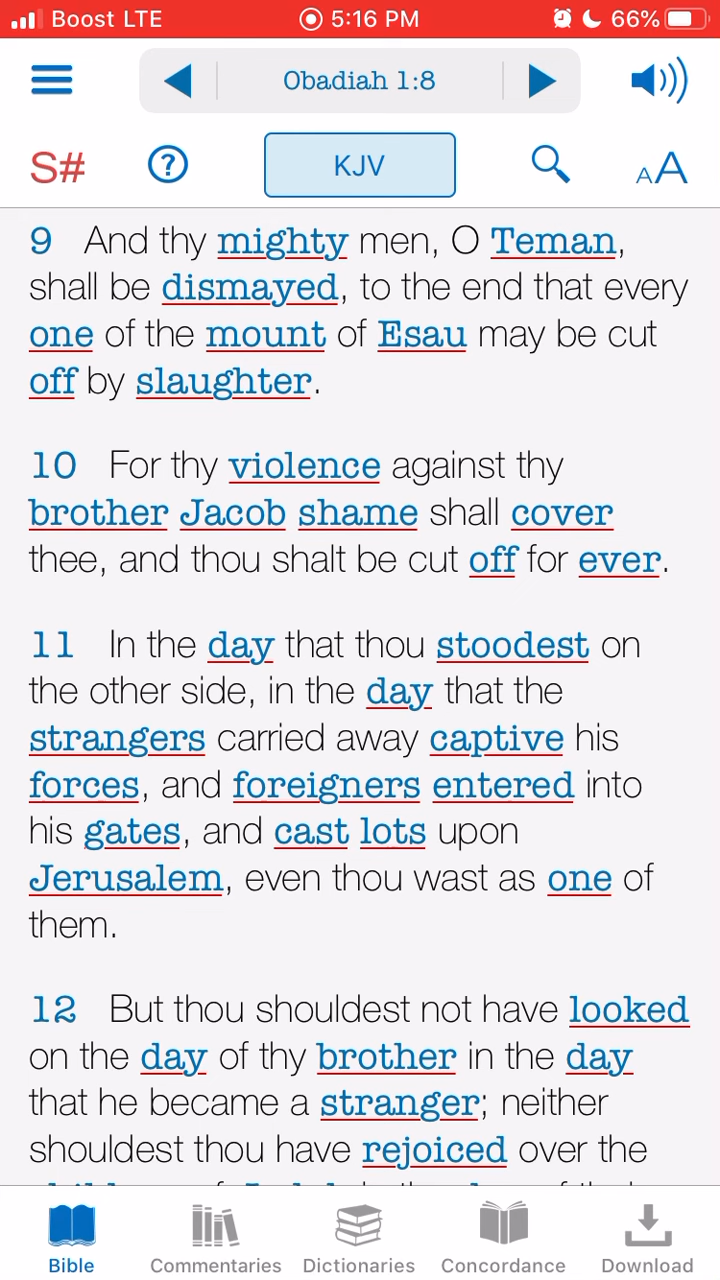 Boost LTE 5:16 PM 66%
Obadiah 1:8
S# ? KJV AA
9 And thy mighty men, O Teman,
shall be dismayed, to the end that every
one of the mount of Esau may be cut
off by slaughter.
10 For thy violence against thy
brother Jacob shame shall cover
thee, and thou shalt be cut off for ever.
11 In the day that thou stoodest on
the other side, in the day that the
strangers carried away captive his
forces, and foreigners entered into
his gates, and cast lots upon
Jerusalem, even thou wast as one of
them.
12 But thou shouldest not have looked
on the day of thy brother in the day
that he became a stranger; neither
shouldest thou have rejoiced over the
Bible Commentaries Dictionaries Concordance Download